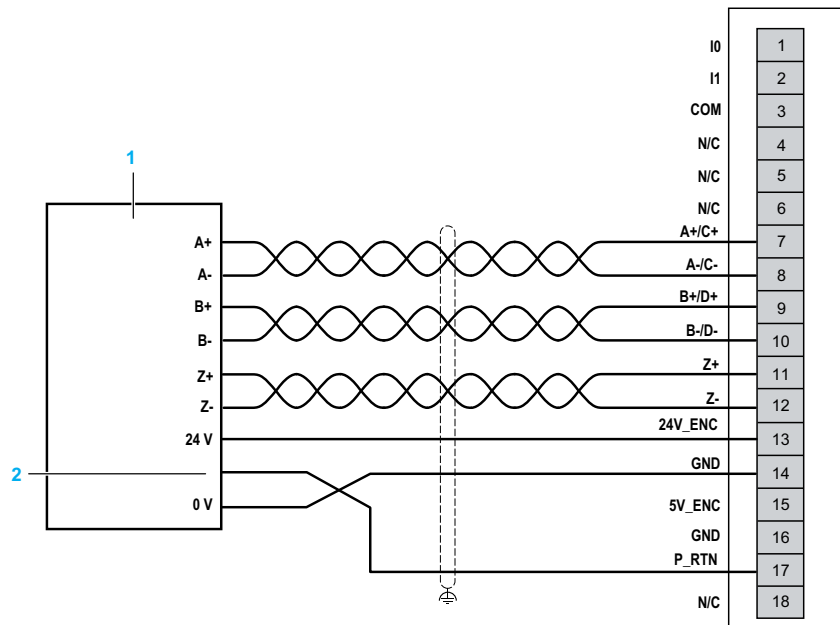 I0 1
I1 2
COM 3
N/C 4
N/C 5
N/C 6
1
A+ A+/C+ 7
A- A-/C- 8
B+ B+/D+ 9
B- B-/D- 10
Z+ Z+ 11
Z- Z- 12
24 V 24V_ENC 13
2 GND 14
0 V 5V_ENC 15
GND 16
P_RTN 17
N/C 18